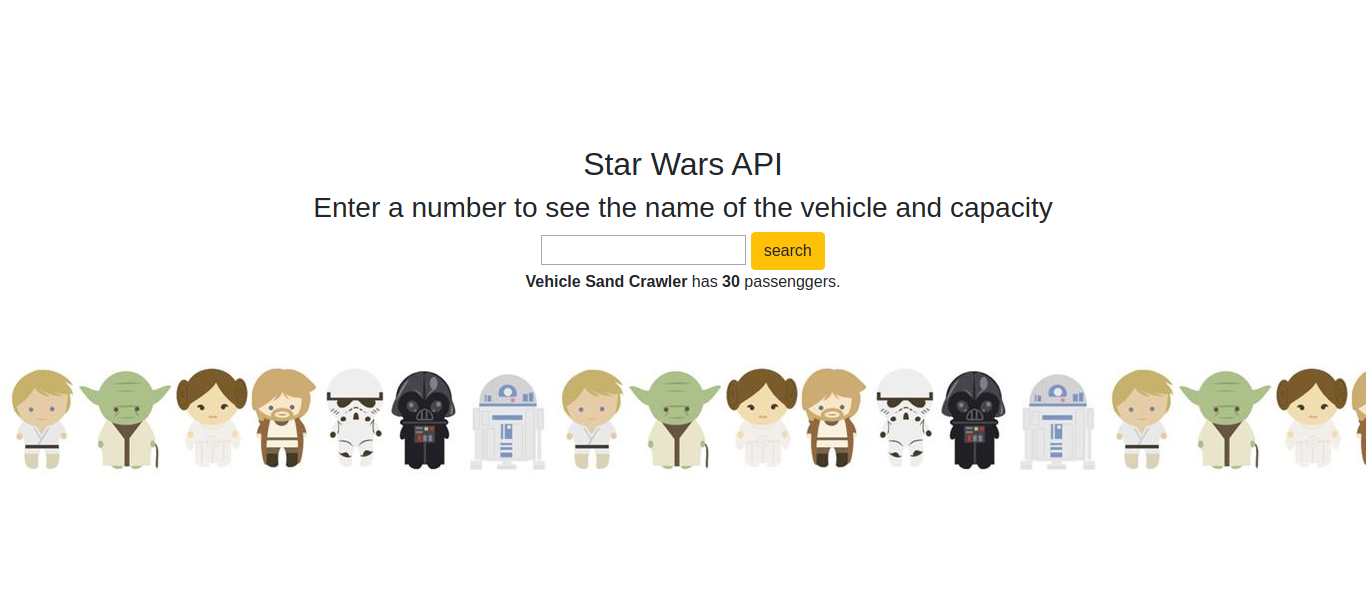 Star Wars API
Enter a number to see the name of the vehicle and capacity
search
Vehicle Sand Crawler has 30 passenggers.